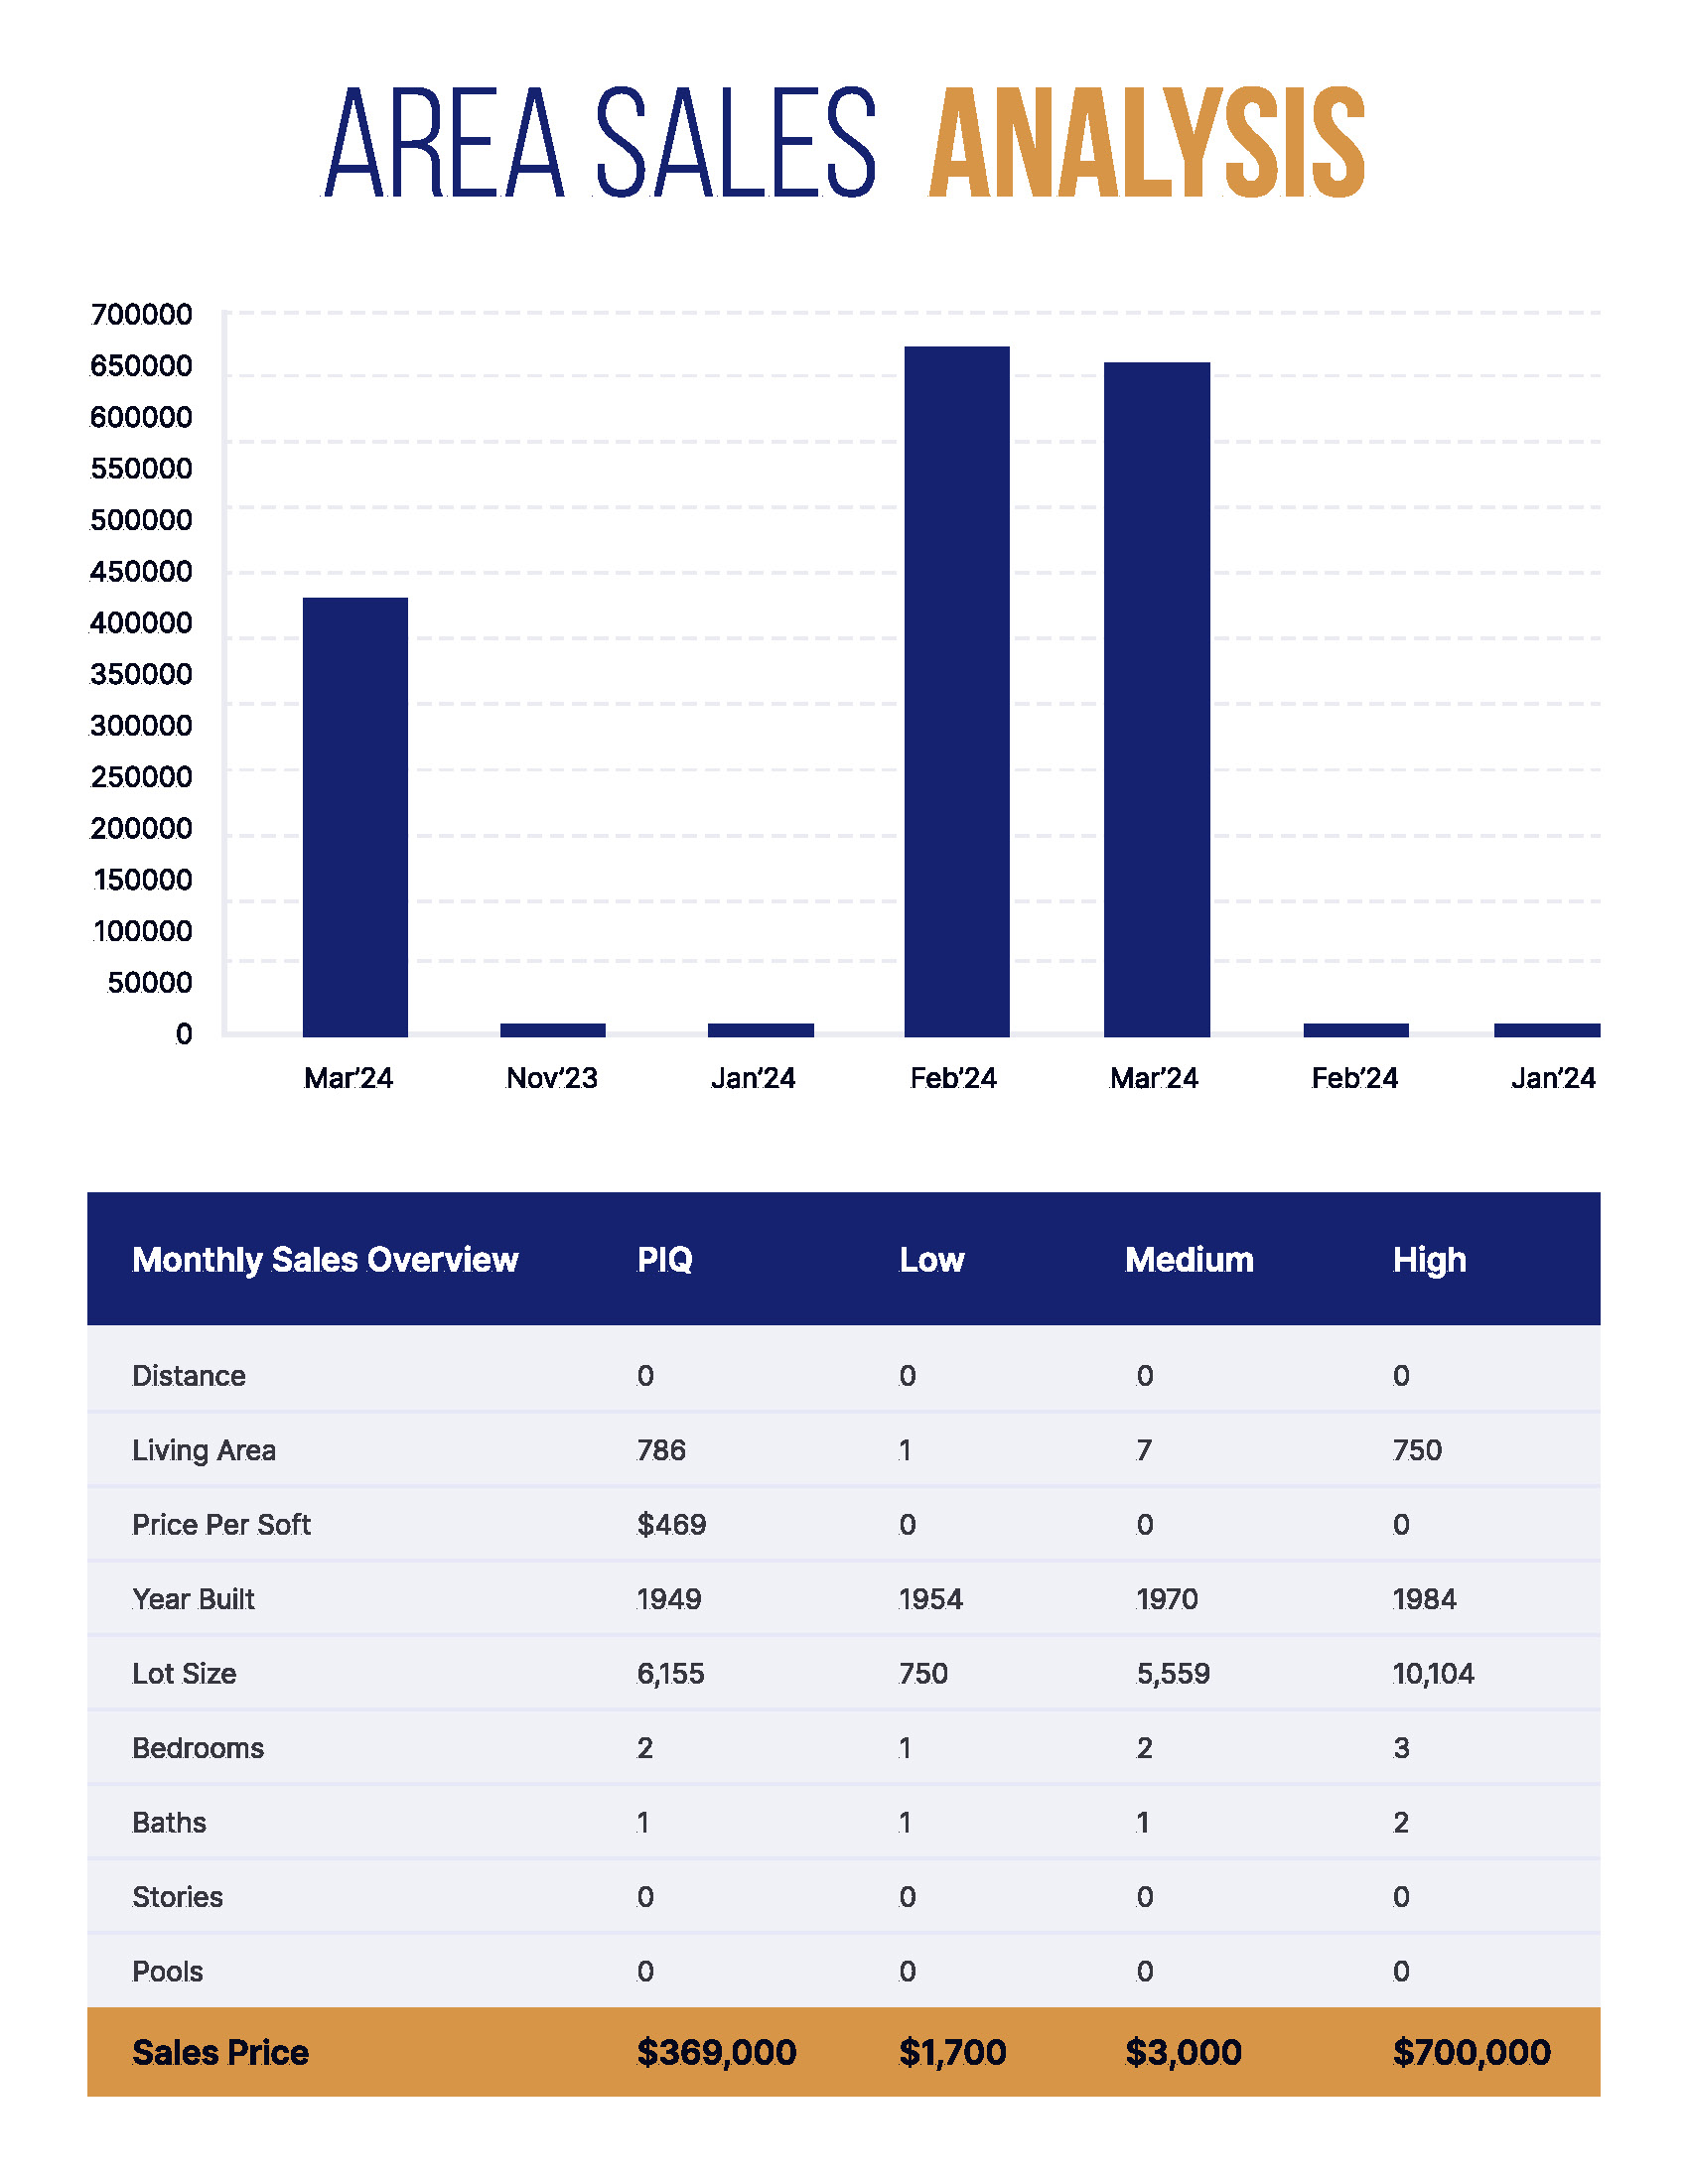 AREA SALES ANALYSIS
700000
650000
600000
550000
500000
450000
400000
350000
300000
250000
200000
150000
100000
50000
0
Mar’24 Nov’23 Jan’24 Feb’24 Mar’24 Feb’24 Jan’24
Monthly Sales Overview PIQ Low Medium High
Distance 0 0 0 0
Living Area 786 1 7 750
Price Per Soft $469 0 0 0
Year Built 1949 1954 1970 1984
Lot Size 6,155 750 5,559 10,104
Bedrooms 2 1 2 3
Baths 1 1 1 2
Stories 0 0 0 0
Pools 0 0 0 0
Sales Price $369,000 $1,700 $3,000 $700,000